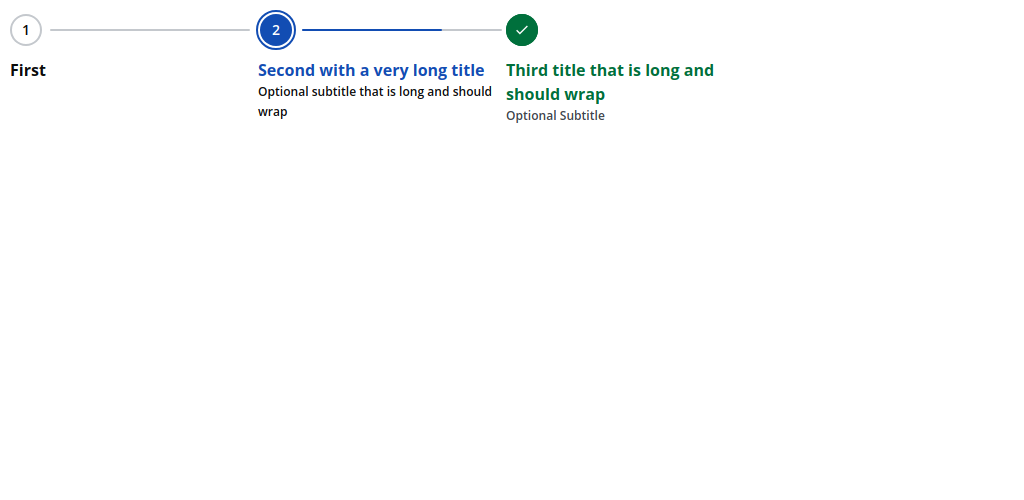 1
2
First
Second with a very long title
Optional subtitle that is long and should
wrap
Third title that is long and
should wrap
Optional Subtitle